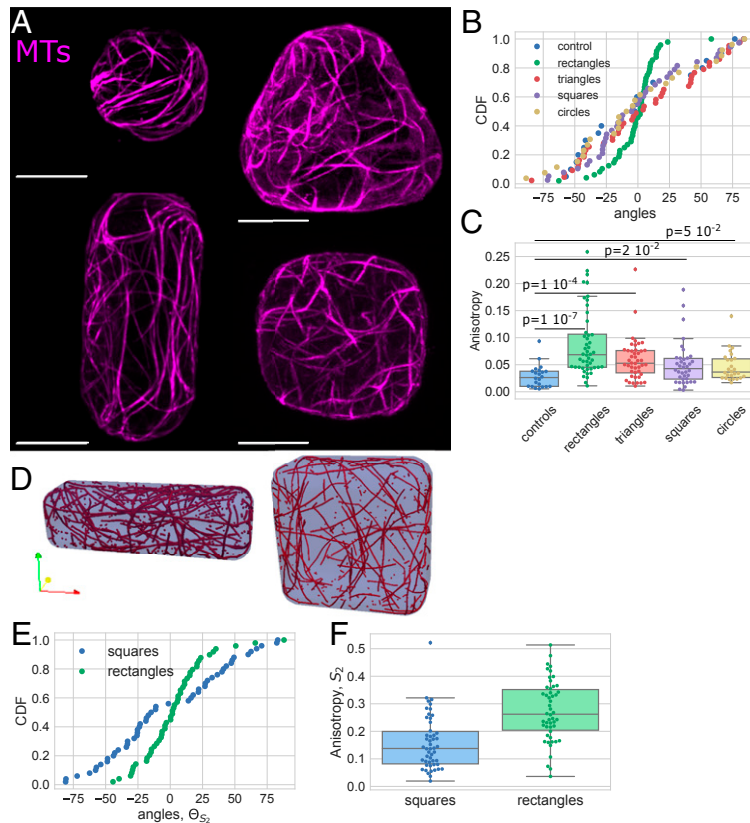 A
MTs
B
CDF
1.0
0.8
0.6
0.4
0.2
0.0
control
rectangles
triangles
squares
circles
−75 −50 −25 0 25 50 75
angles
C
Anisotropy
0.25
0.20
0.15
0.10
0.05
0.00
p=5 10⁻²
p=2 10⁻²
p=1 10⁻⁴
p=1 10⁻⁷
controls rectangles triangles squares circles
D
E
CDF
1.0
0.8
0.6
0.4
0.2
0.0
squares
rectangles
−75 −50 −25 0 25 50 75
angles, Θ_S₂
F
Anisotropy, S₂
0.5
0.4
0.3
0.2
0.1
0.0
squares rectangles